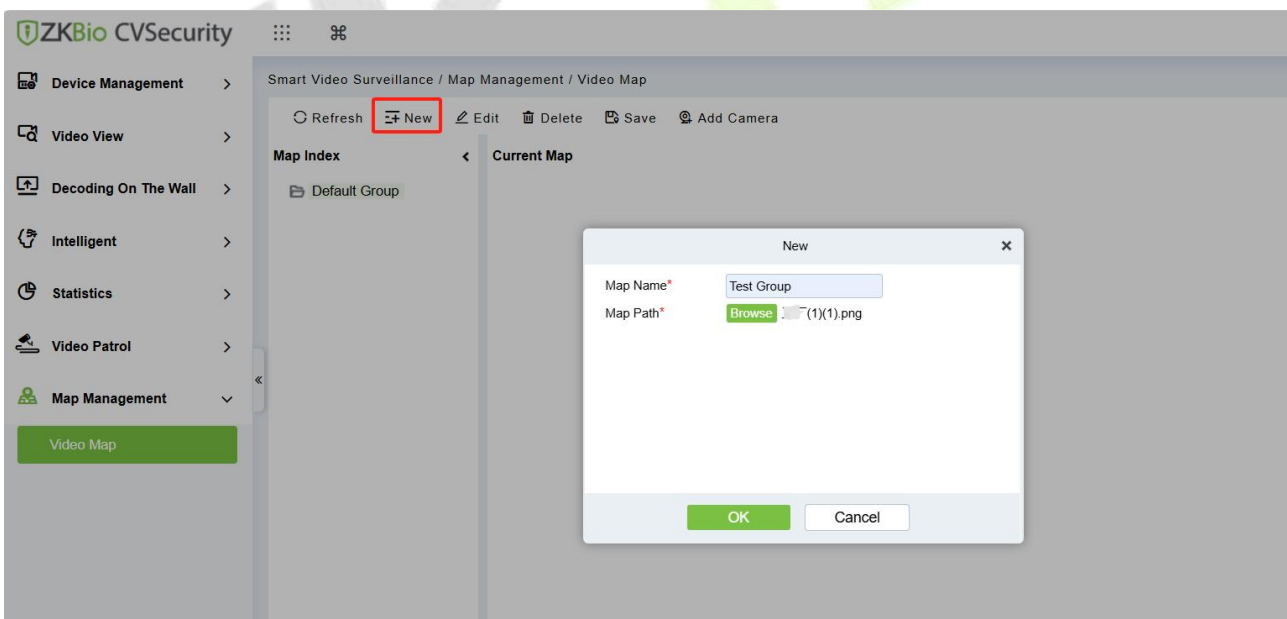 ZKBio CVSecurity
Device Management
Video View
Decoding On The Wall
Intelligent
Statistics
Video Patrol
Map Management
Video Map
Smart Video Surveillance / Map Management / Video Map
Refresh New Edit Delete Save Add Camera
Map Index
Current Map
Default Group
New
Map Name* Test Group
Map Path* Browse (1)(1).png
OK Cancel